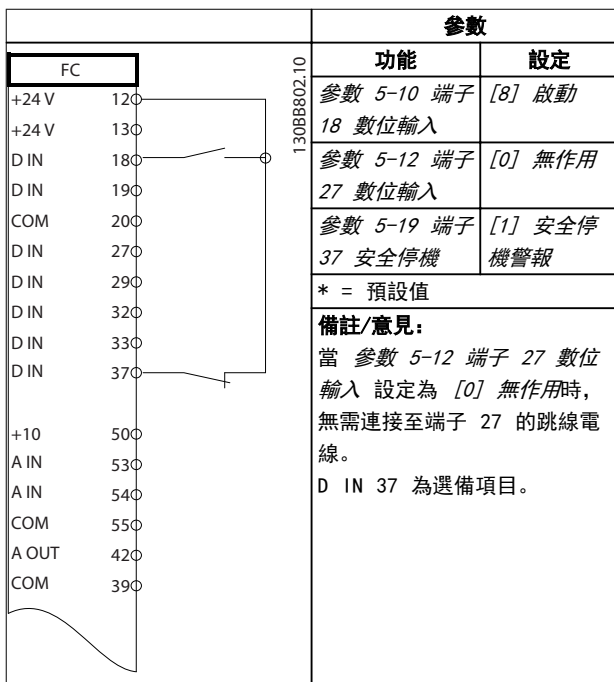 FC
+24 V 12
+24 V 13
D IN 18
D IN 19
COM 20
D IN 27
D IN 29
D IN 32
D IN 33
D IN 37
+10 50
A IN 53
A IN 54
COM 55
A OUT 42
COM 39
130BB802.10
參數
功能 設定
參數 5-10 端子 [8] 啟動
18 數位輸入
參數 5-12 端子 [0] 無作用
27 數位輸入
參數 5-19 端子 [1] 安全停
37 安全停機 機警報
* = 預設值
備註/意見:
當 參數 5-12 端子 27 數位
輸入 設定為 [0] 無作用時,
無需連接至端子 27 的跳線電
線。
D IN 37 為選備項目。